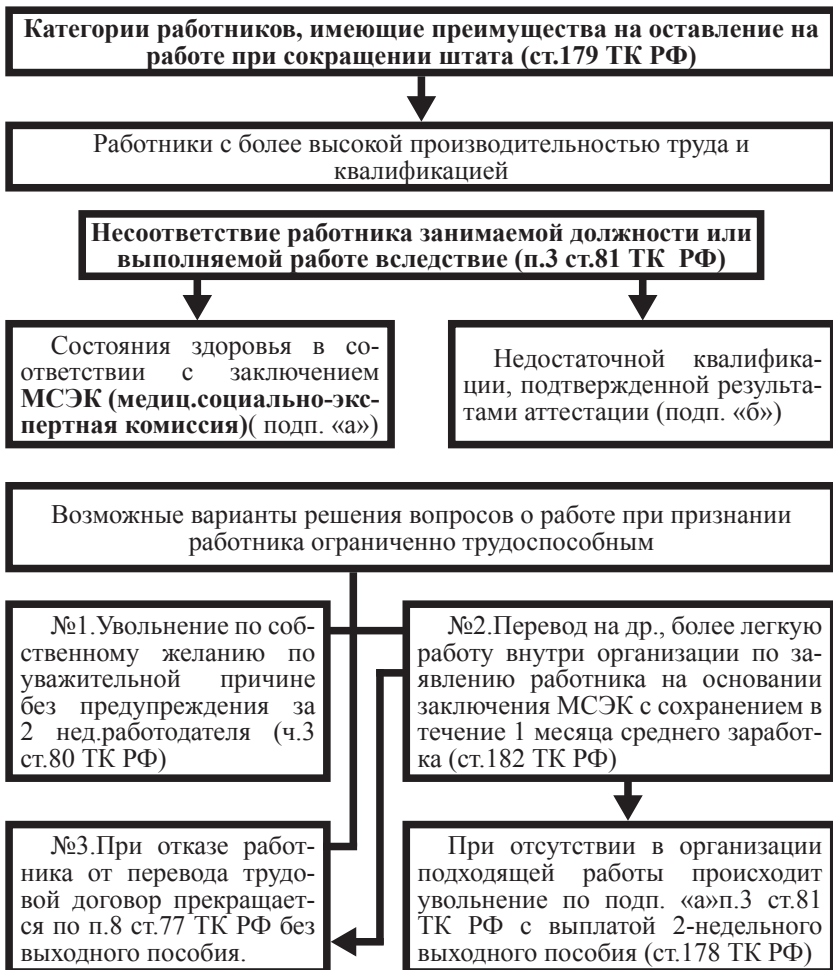 Категории работников, имеющие преимущества на оставление на
работе при сокращении штата (ст.179 ТК РФ)
Работники с более высокой производительностью труда и
квалификацией
Несоответствие работника занимаемой должности или
выполняемой работе вследствие (п.3 ст.81 ТК РФ)
Состояния здоровья в со-
ответствии с заключением
МСЭК (медиц.социально-экс-
пертная комиссия)( подп. «а»)
Недостаточной квалифика-
ции, подтвержденной результа-
тами аттестации (подп. «б»)
Возможные варианты решения вопросов о работе при признании
работника ограниченно трудоспособным
№1.Увольнение по соб-
ственному желанию по
уважительной причине
без предупреждения за
2 нед.работодателя (ч.3
ст.80 ТК РФ)
№2.Перевод на др., более легкую
работу внутри организации по за-
явлению работника на основании
заключения МСЭК с сохранением в
течение 1 месяца среднего заработ-
ка (ст.182 ТК РФ)
№3.При отказе работ-
ника от перевода трудо-
вой договор прекращает-
ся по п.8 ст.77 ТК РФ без
выходного пособия.
При отсутствии в организации
подходящей работы происходит
увольнение по подп. «а»п.3 ст.81
ТК РФ с выплатой 2-недельного
выходного пособия (ст.178 ТК РФ)